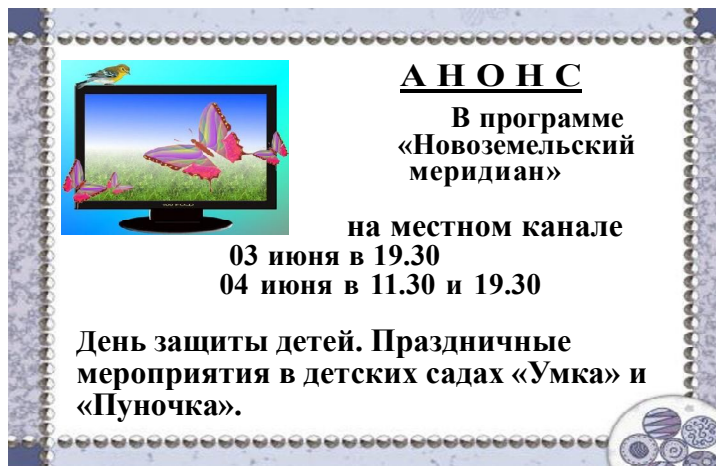 А Н О Н С
В программе
«Новоземельский
меридиан»
на местном канале
03 июня в 19.30
04 июня в 11.30 и 19.30
День защиты детей. Праздничные
мероприятия в детских садах «Умка» и
«Пуночка».